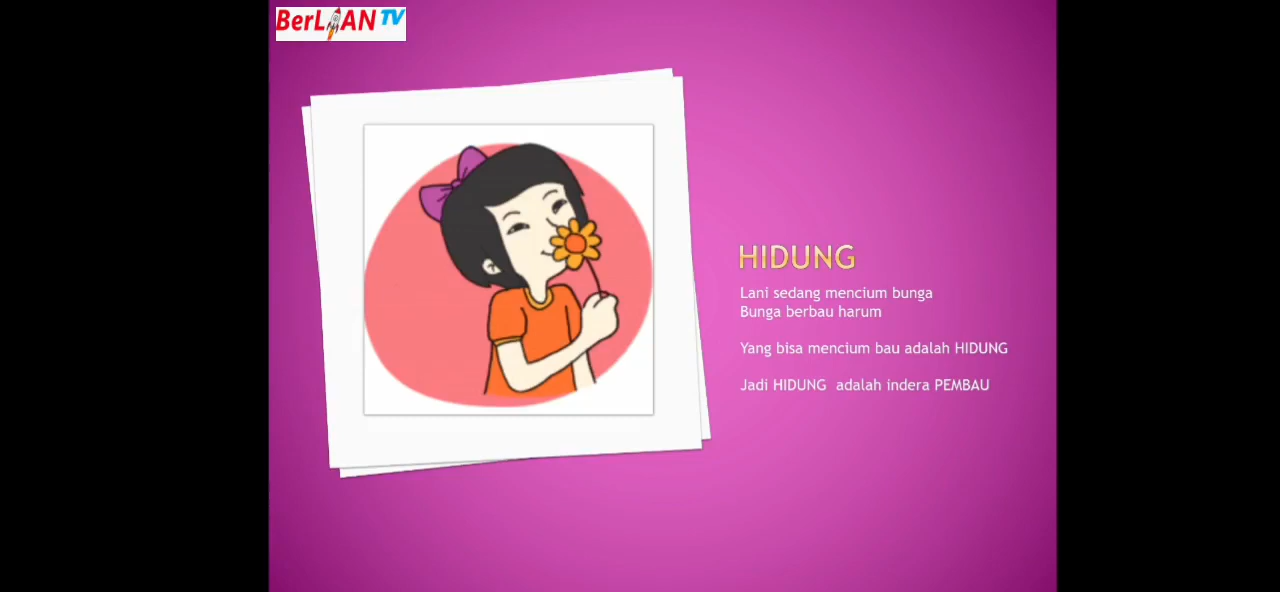 BerLIAN TV
HIDUNG
Lani sedang mencium bunga
Bunga berbau harum
Yang bisa mencium bau adalah HIDUNG
Jadi HIDUNG adalah indera PEMBAU